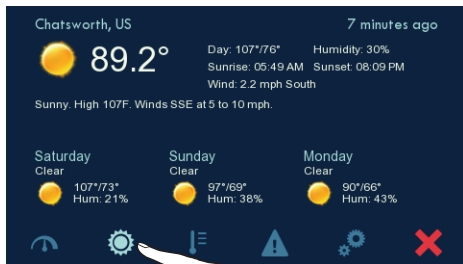 Chatsworth, US 7 minutes ago
89.2°
Day: 107°/76° Humidity: 30%
Sunrise: 05:49 AM Sunset: 08:09 PM
Wind: 2.2 mph South
Sunny. High 107F. Winds SSE at 5 to 10 mph.
Saturday Sunday Monday
Clear Clear Clear
107°/73° 97°/69° 90°/66°
Hum: 21% Hum: 38% Hum: 43%